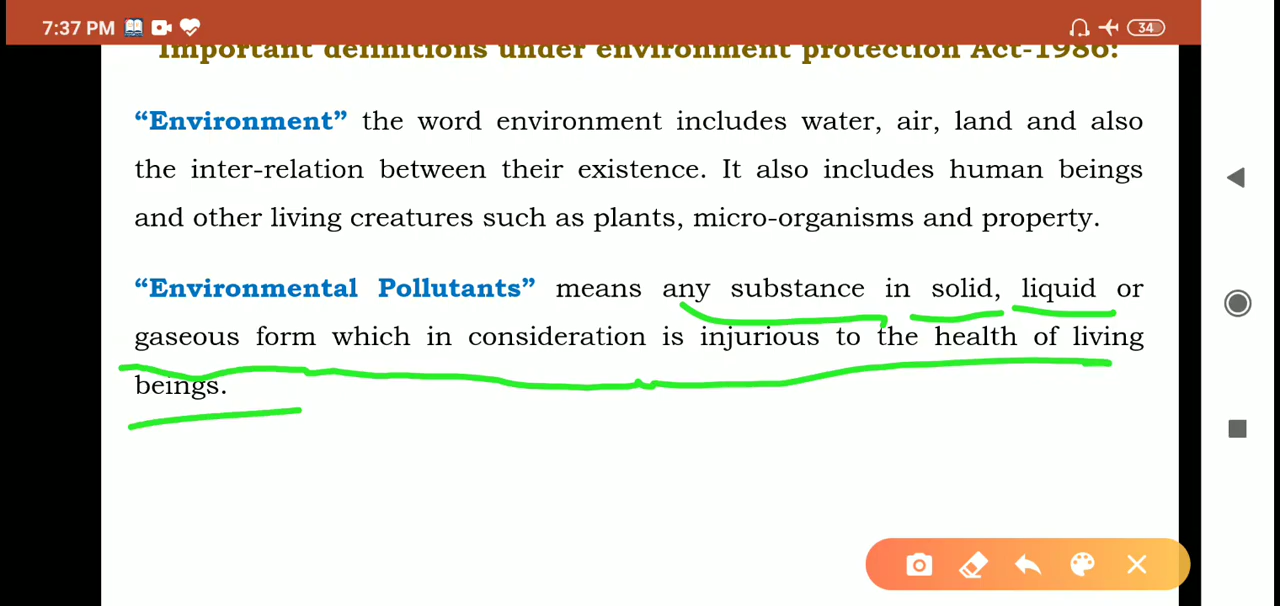 7:37 PM
34
Important definitions under environment protection Act-1986:
“Environment” the word environment includes water, air, land and also
the inter-relation between their existence. It also includes human beings
and other living creatures such as plants, micro-organisms and property.
“Environmental Pollutants” means any substance in solid, liquid or
gaseous form which in consideration is injurious to the health of living
beings.